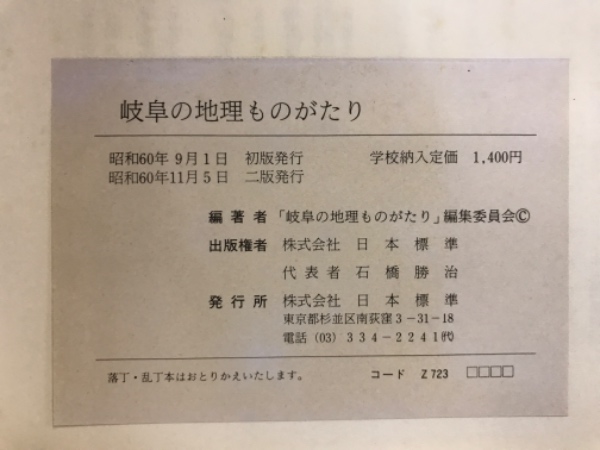 岐阜の地理ものがたり
昭和60年 9月1日 初版発行 学校納入定価 1,400円
昭和60年11月5日 二版発行
編著者 「岐阜の地理ものがたり」編集委員会©
出版権者 株式会社 日本標準
代表者 石橋勝治
発行所 株式会社 日本標準
東京都杉並区南荻窪3-31-18
電話(03)334-2241㈹
落丁・乱丁本はおとりかえいたします。 コード Z723 □□□□